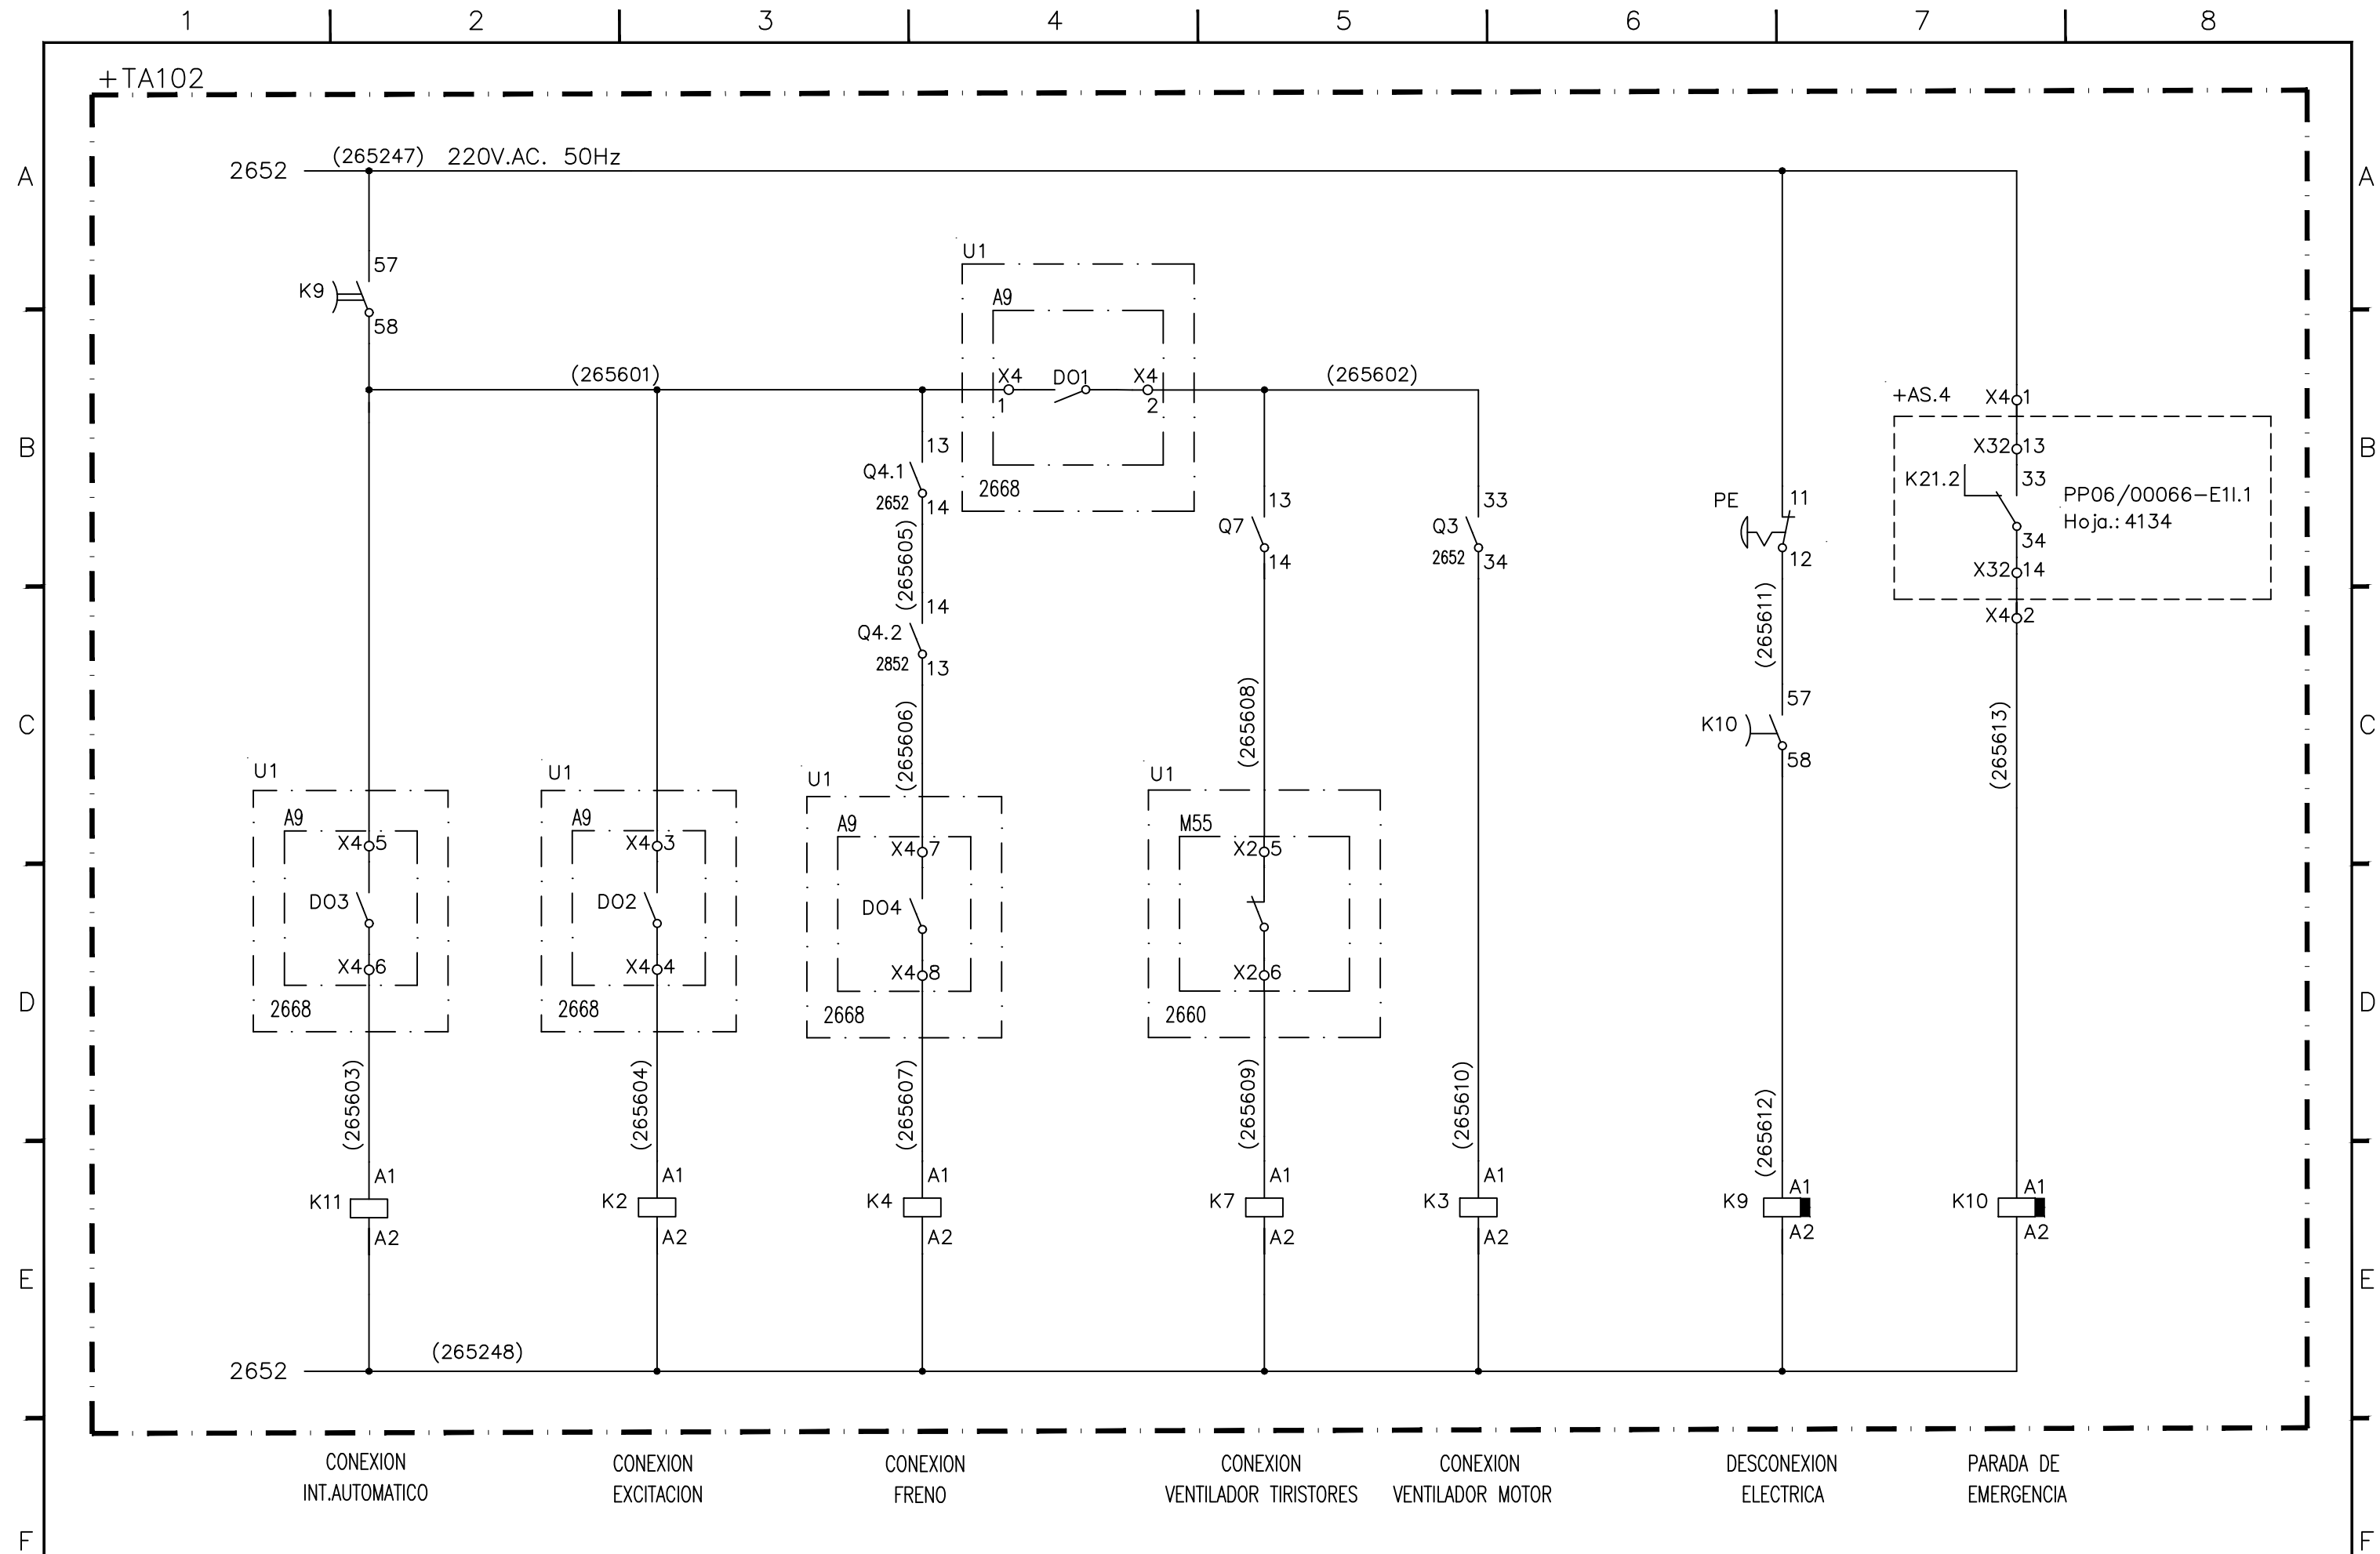 1 2 3 4 5 6 7 8
+TA102
A A
2652 (265247) 220V.AC. 50Hz
57
K9
58
U1
A9
(265601) X4 DO1 X4 (265602)
1 2
2668
+AS.4 X4 1
B B
13
Q4.1
2652 14
(265605)
14
Q4.2
2852 13
(265606)
13
Q7
14
(265608)
33
Q3
2652 34
PE 11
12
(265611)
57
K10
58
X32 13
K21.2 33
PP06/00066-E1I.1
Hoja.: 4134
34
X32 14
X4 2
(265613)
C C
U1
A9
X4 5
DO3
X4 6
2668
(265603)
U1
A9
X4 3
DO2
X4 4
2668
(265604)
U1
A9
X4 7
DO4
X4 8
2668
(265607)
U1
M55
X2 5
X2 6
2660
(265609)
(265610)
(265612)
D D
A1 A1 A1 A1 A1 A1 A1
K11 K2 K4 K7 K3 K9 K10
A2 A2 A2 A2 A2 A2 A2
E E
2652 (265248)
CONEXION
INT.AUTOMATICO
CONEXION
EXCITACION
CONEXION
FRENO
CONEXION
VENTILADOR TIRISTORES
CONEXION
VENTILADOR MOTOR
DESCONEXION
ELECTRICA
PARADA DE
EMERGENCIA
F F